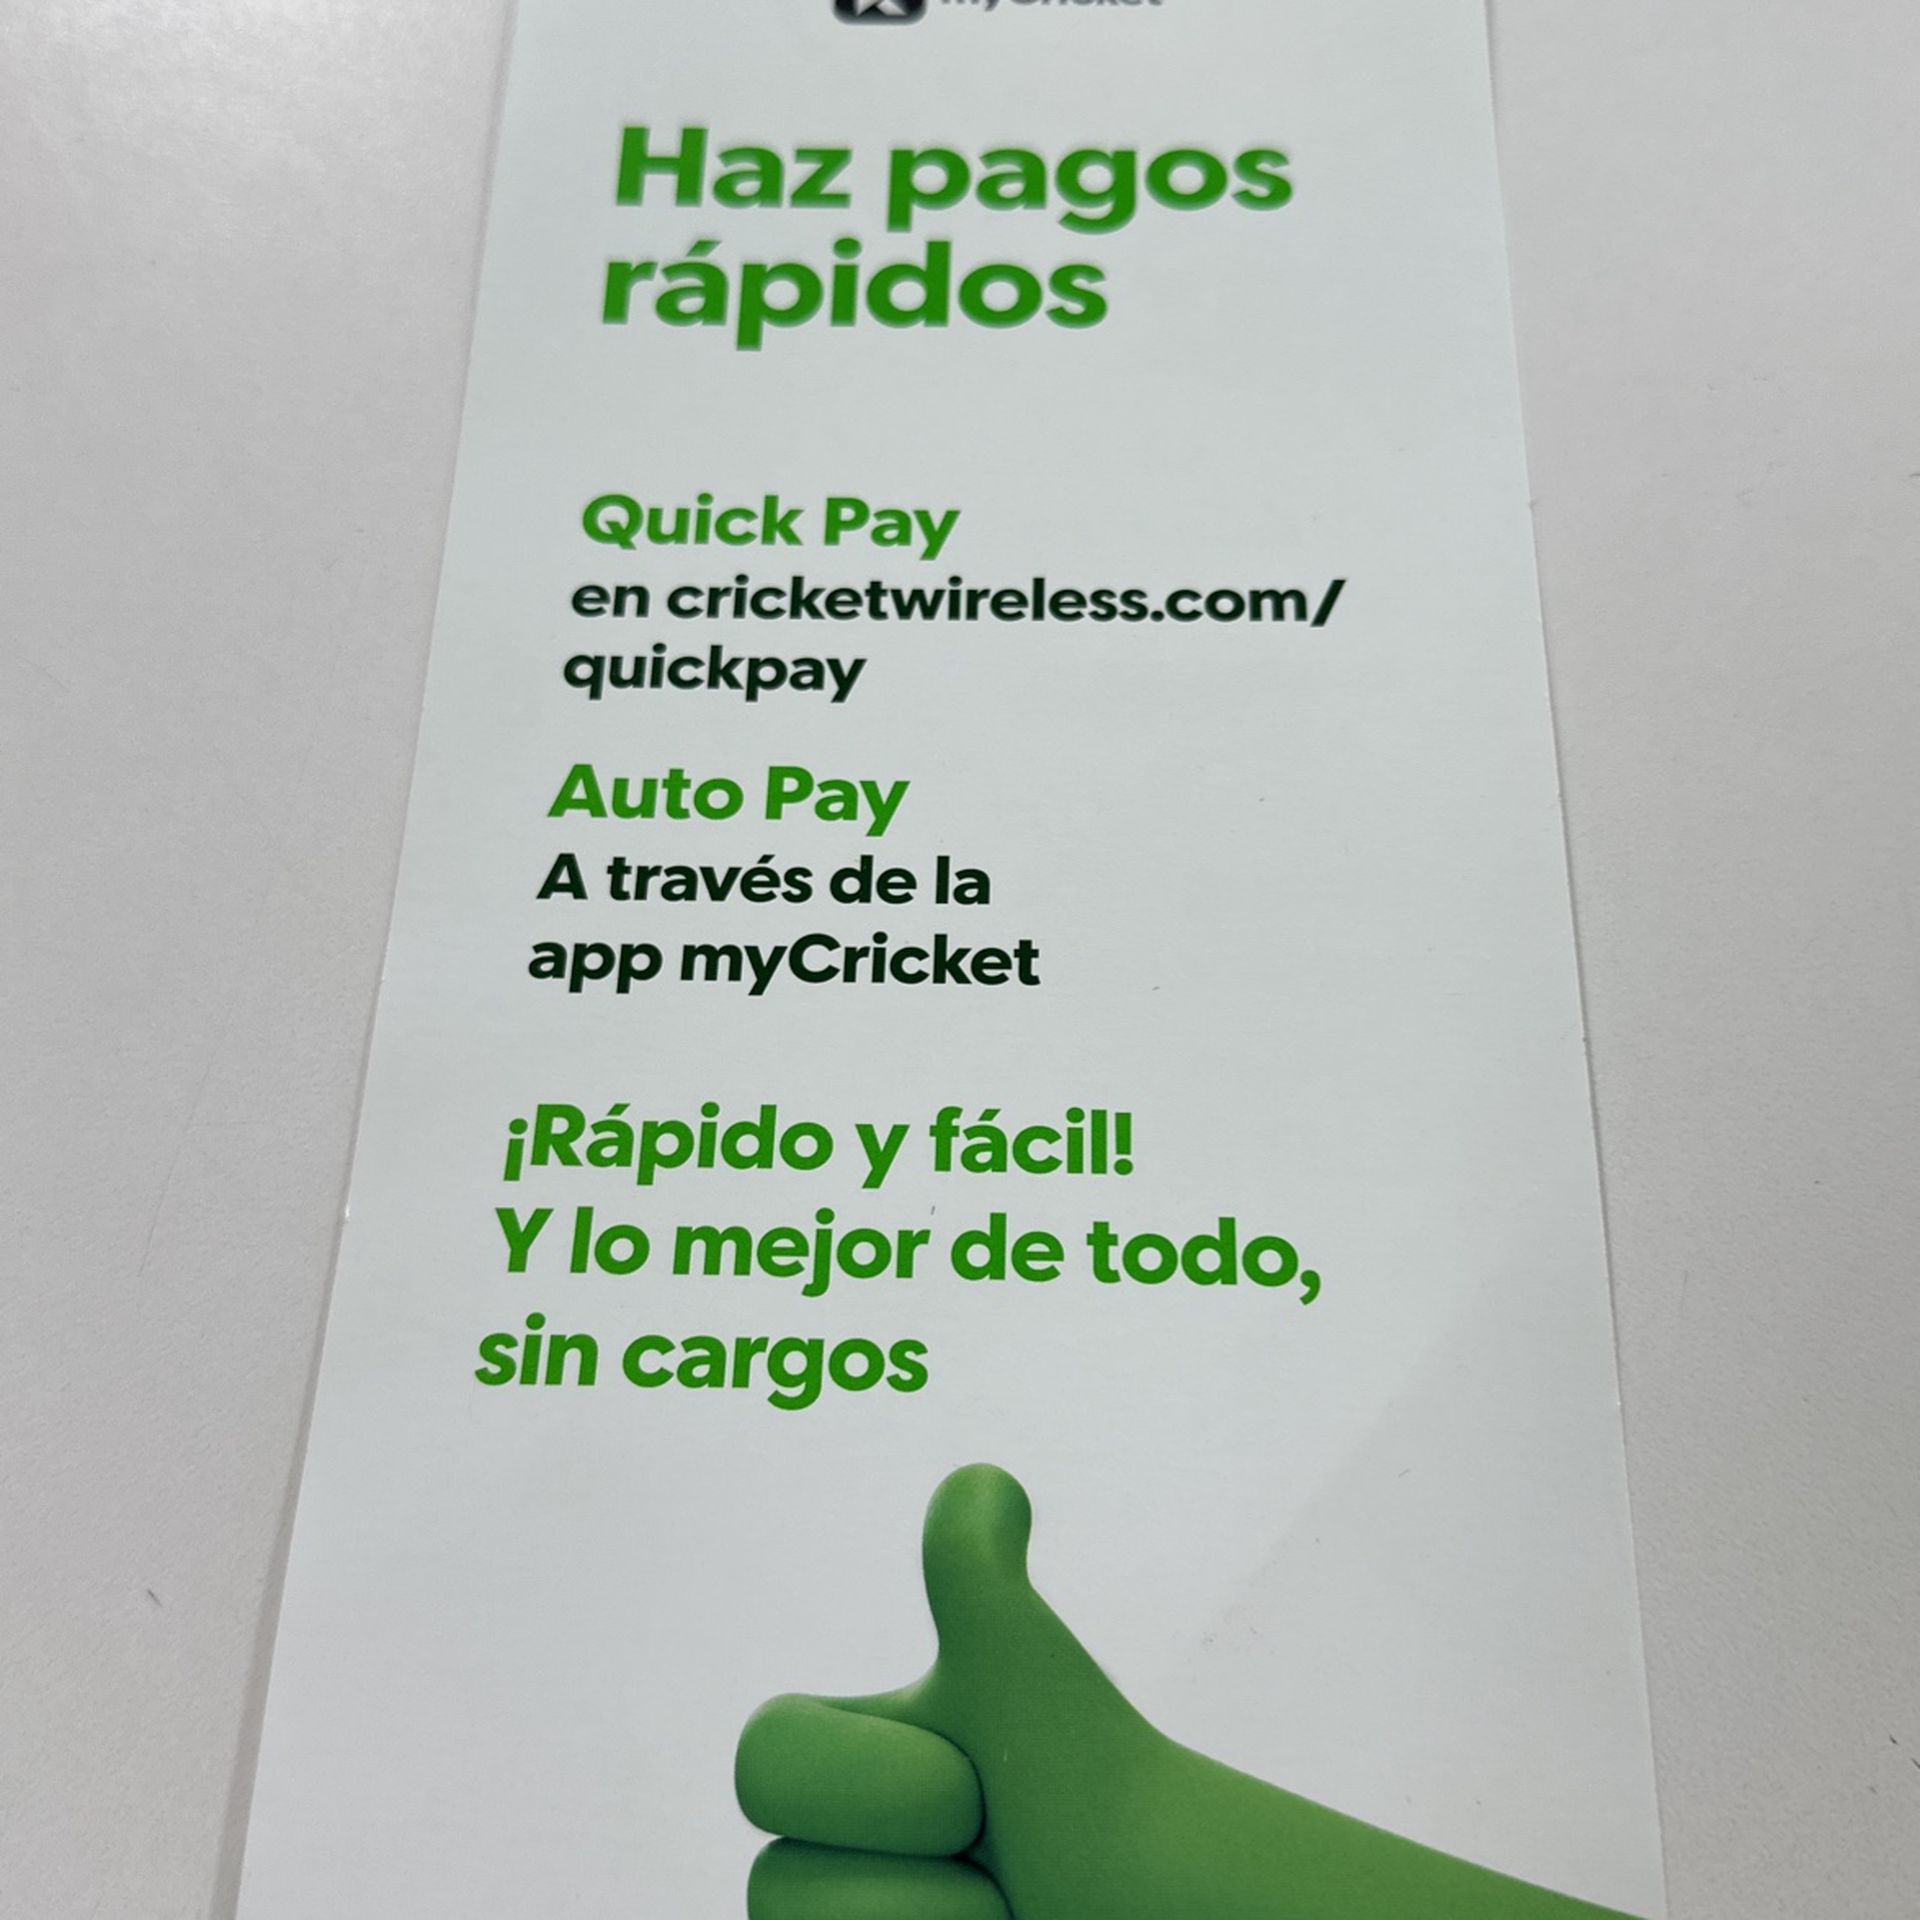 myCricket
Haz pagos
rápidos
Quick Pay
en cricketwireless.com/
quickpay
Auto Pay
A través de la
app myCricket
¡Rápido y fácil!
Y lo mejor de todo,
sin cargos